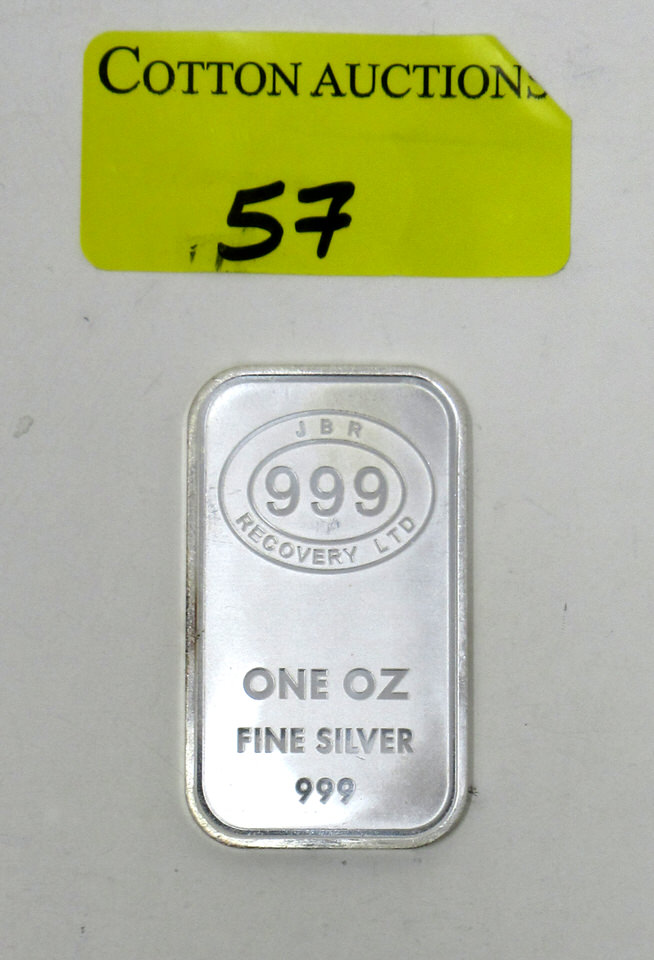 COTTON AUCTIONS
57
JBR
999
RECOVERY LTD
ONE OZ
FINE SILVER
999